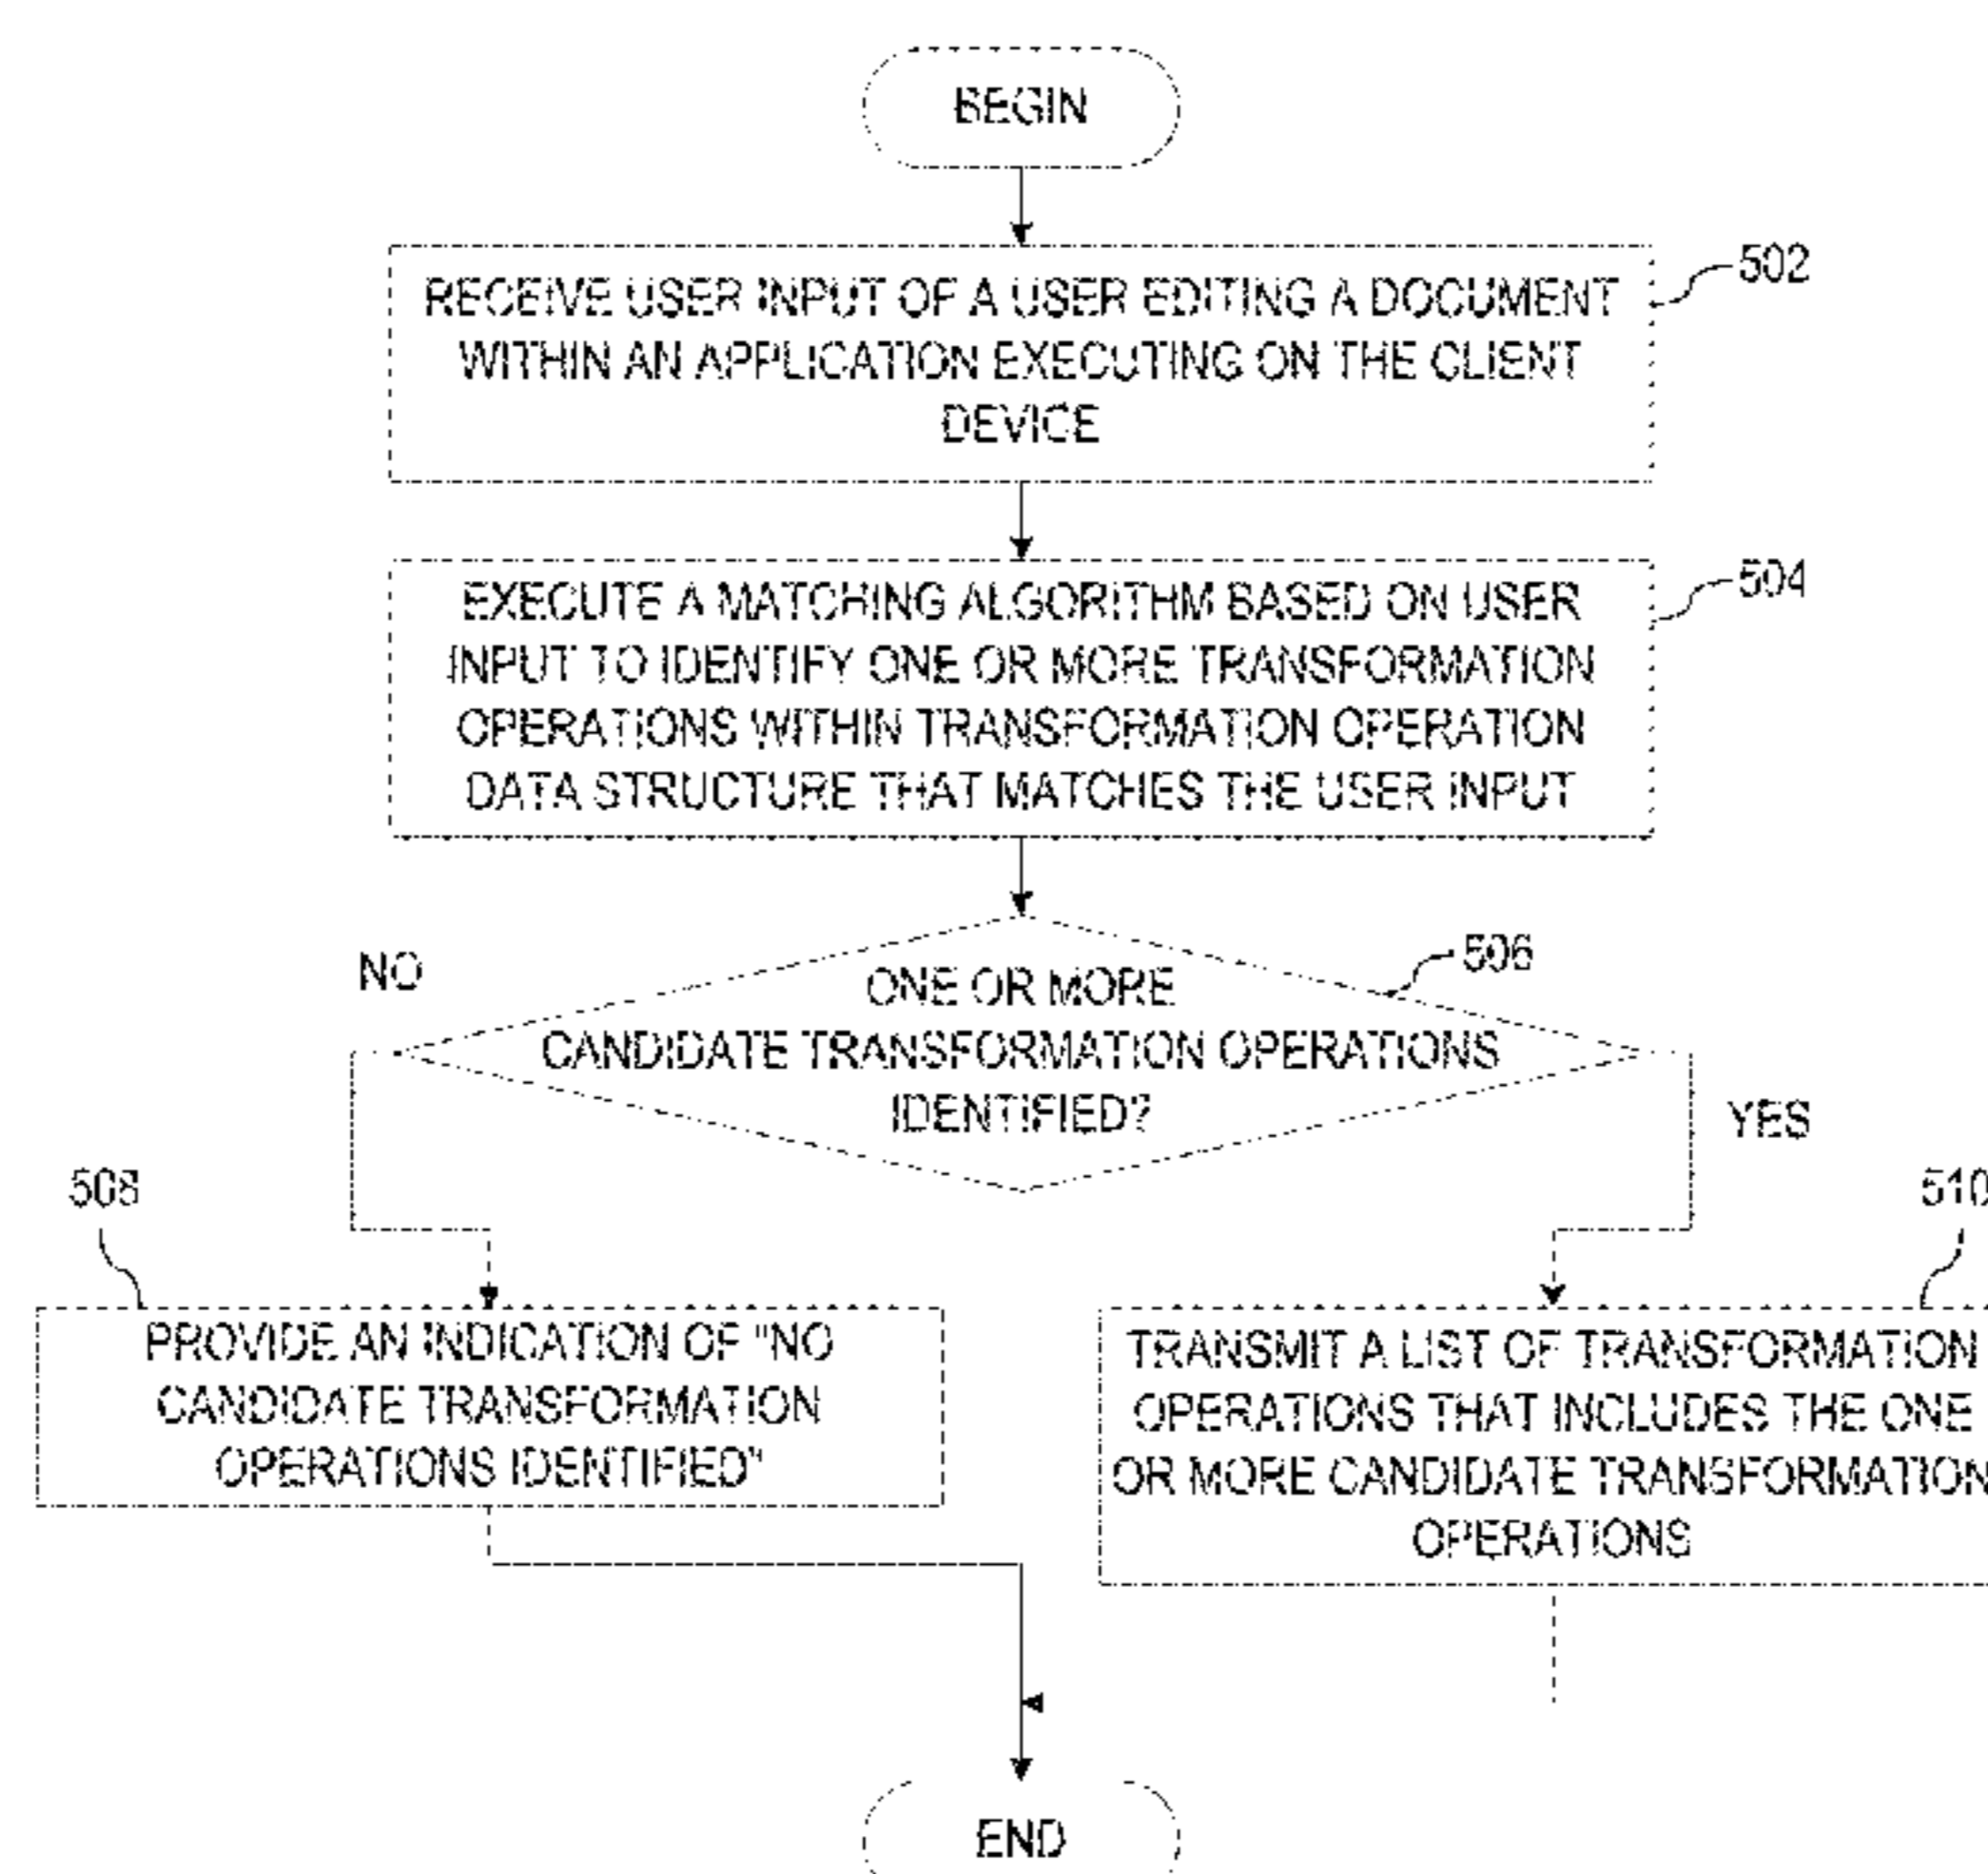 BEGIN
RECEIVE USER INPUT OF A USER EDITING A DOCUMENT
WITHIN AN APPLICATION EXECUTING ON THE CLIENT
DEVICE
502
EXECUTE A MATCHING ALGORITHM BASED ON USER
INPUT TO IDENTIFY ONE OR MORE TRANSFORMATION
OPERATIONS WITHIN TRANSFORMATION OPERATION
DATA STRUCTURE THAT MATCHES THE USER INPUT
504
NO
ONE OR MORE
CANDIDATE TRANSFORMATION OPERATIONS
IDENTIFIED?
506
YES
508
510
PROVIDE AN INDICATION OF "NO
CANDIDATE TRANSFORMATION
OPERATIONS IDENTIFIED"
TRANSMIT A LIST OF TRANSFORMATION
OPERATIONS THAT INCLUDES THE ONE
OR MORE CANDIDATE TRANSFORMATION
OPERATIONS
END